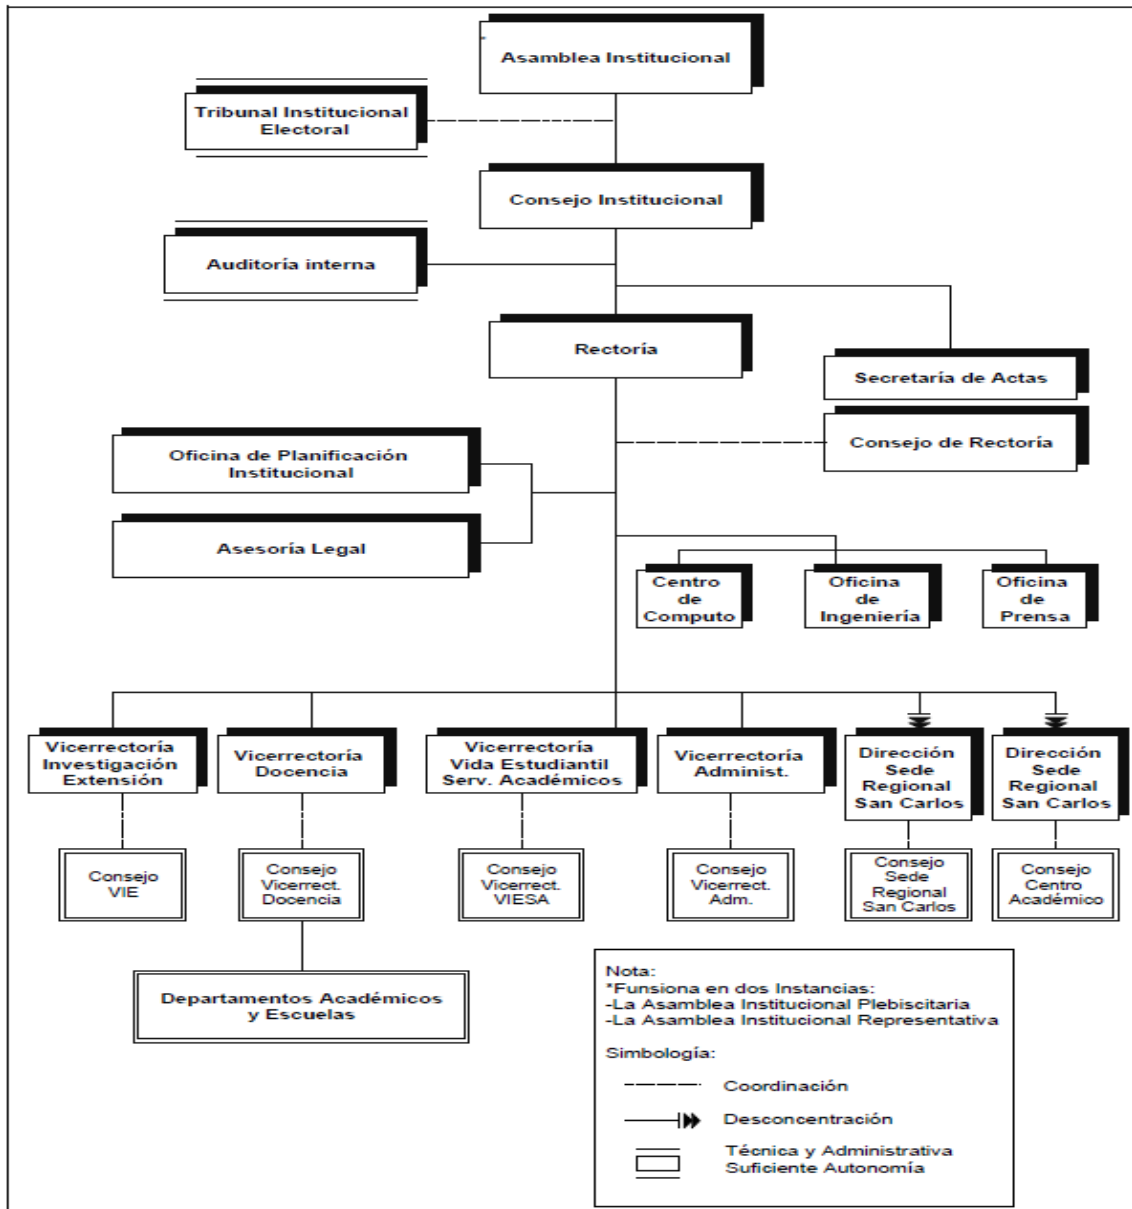 Asamblea Institucional
Tribunal Institucional
Electoral
Consejo Institucional
Auditoría interna
Rectoría
Secretaría de Actas
Consejo de Rectoría
Oficina de Planificación
Institucional
Asesoría Legal
Centro
de
Computo
Oficina
de
Ingeniería
Oficina
de
Prensa
Vicerrectoría
Investigación
Extensión
Vicerrectoría
Docencia
Vicerrectoría
Vida Estudiantil
Serv. Académicos
Vicerrectoría
Administ.
Dirección
Sede
Regional
San Carlos
Dirección
Sede
Regional
San Carlos
Consejo
VIE
Consejo
Vicerrect.
Docencia
Consejo
Vicerrect.
VIESA
Consejo
Vicerrect.
Adm.
Consejo
Sede
Regional
San Carlos
Consejo
Centro
Académico
Departamentos Académicos
y Escuelas
Nota:
*Funsiona en dos Instancias:
-La Asamblea Institucional Plebiscitaria
-La Asamblea Institucional Representativa
Simbología:
Coordinación
Desconcentración
Técnica y Administrativa
Suficiente Autonomía